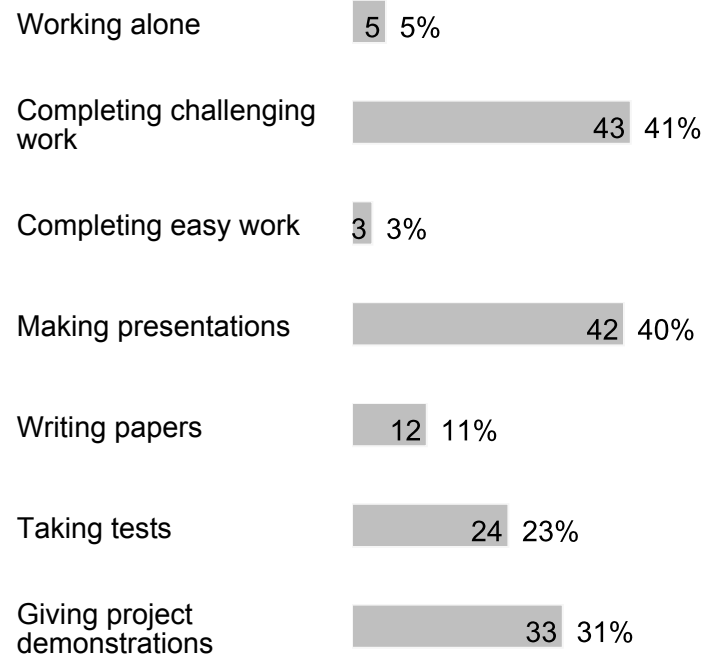 Working alone 5 5%
Completing challenging
work 43 41%
Completing easy work 3 3%
Making presentations 42 40%
Writing papers 12 11%
Taking tests 24 23%
Giving project
demonstrations 33 31%